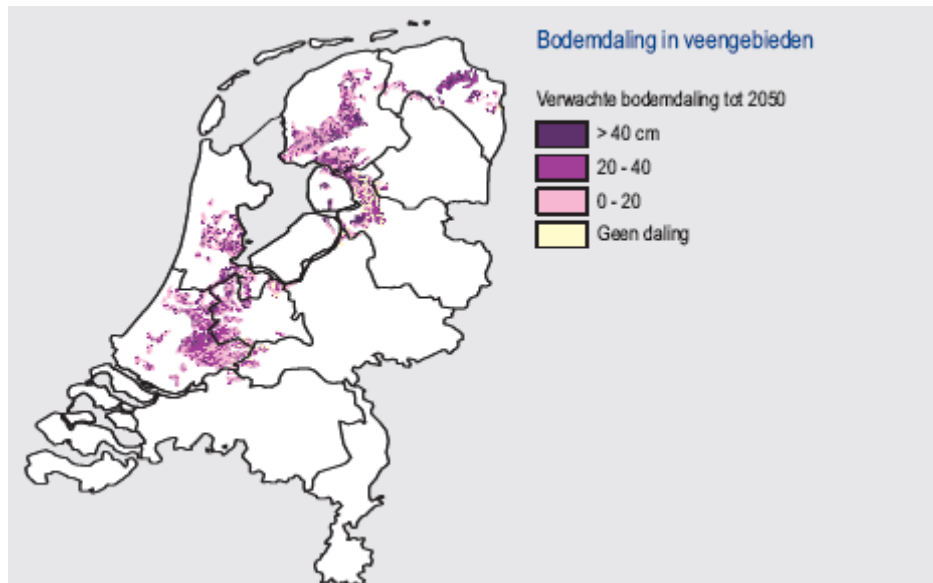 Bodemdaling in veengebieden
Verwachte bodemdaling tot 2050
> 40 cm
20 - 40
0 - 20
Geen daling